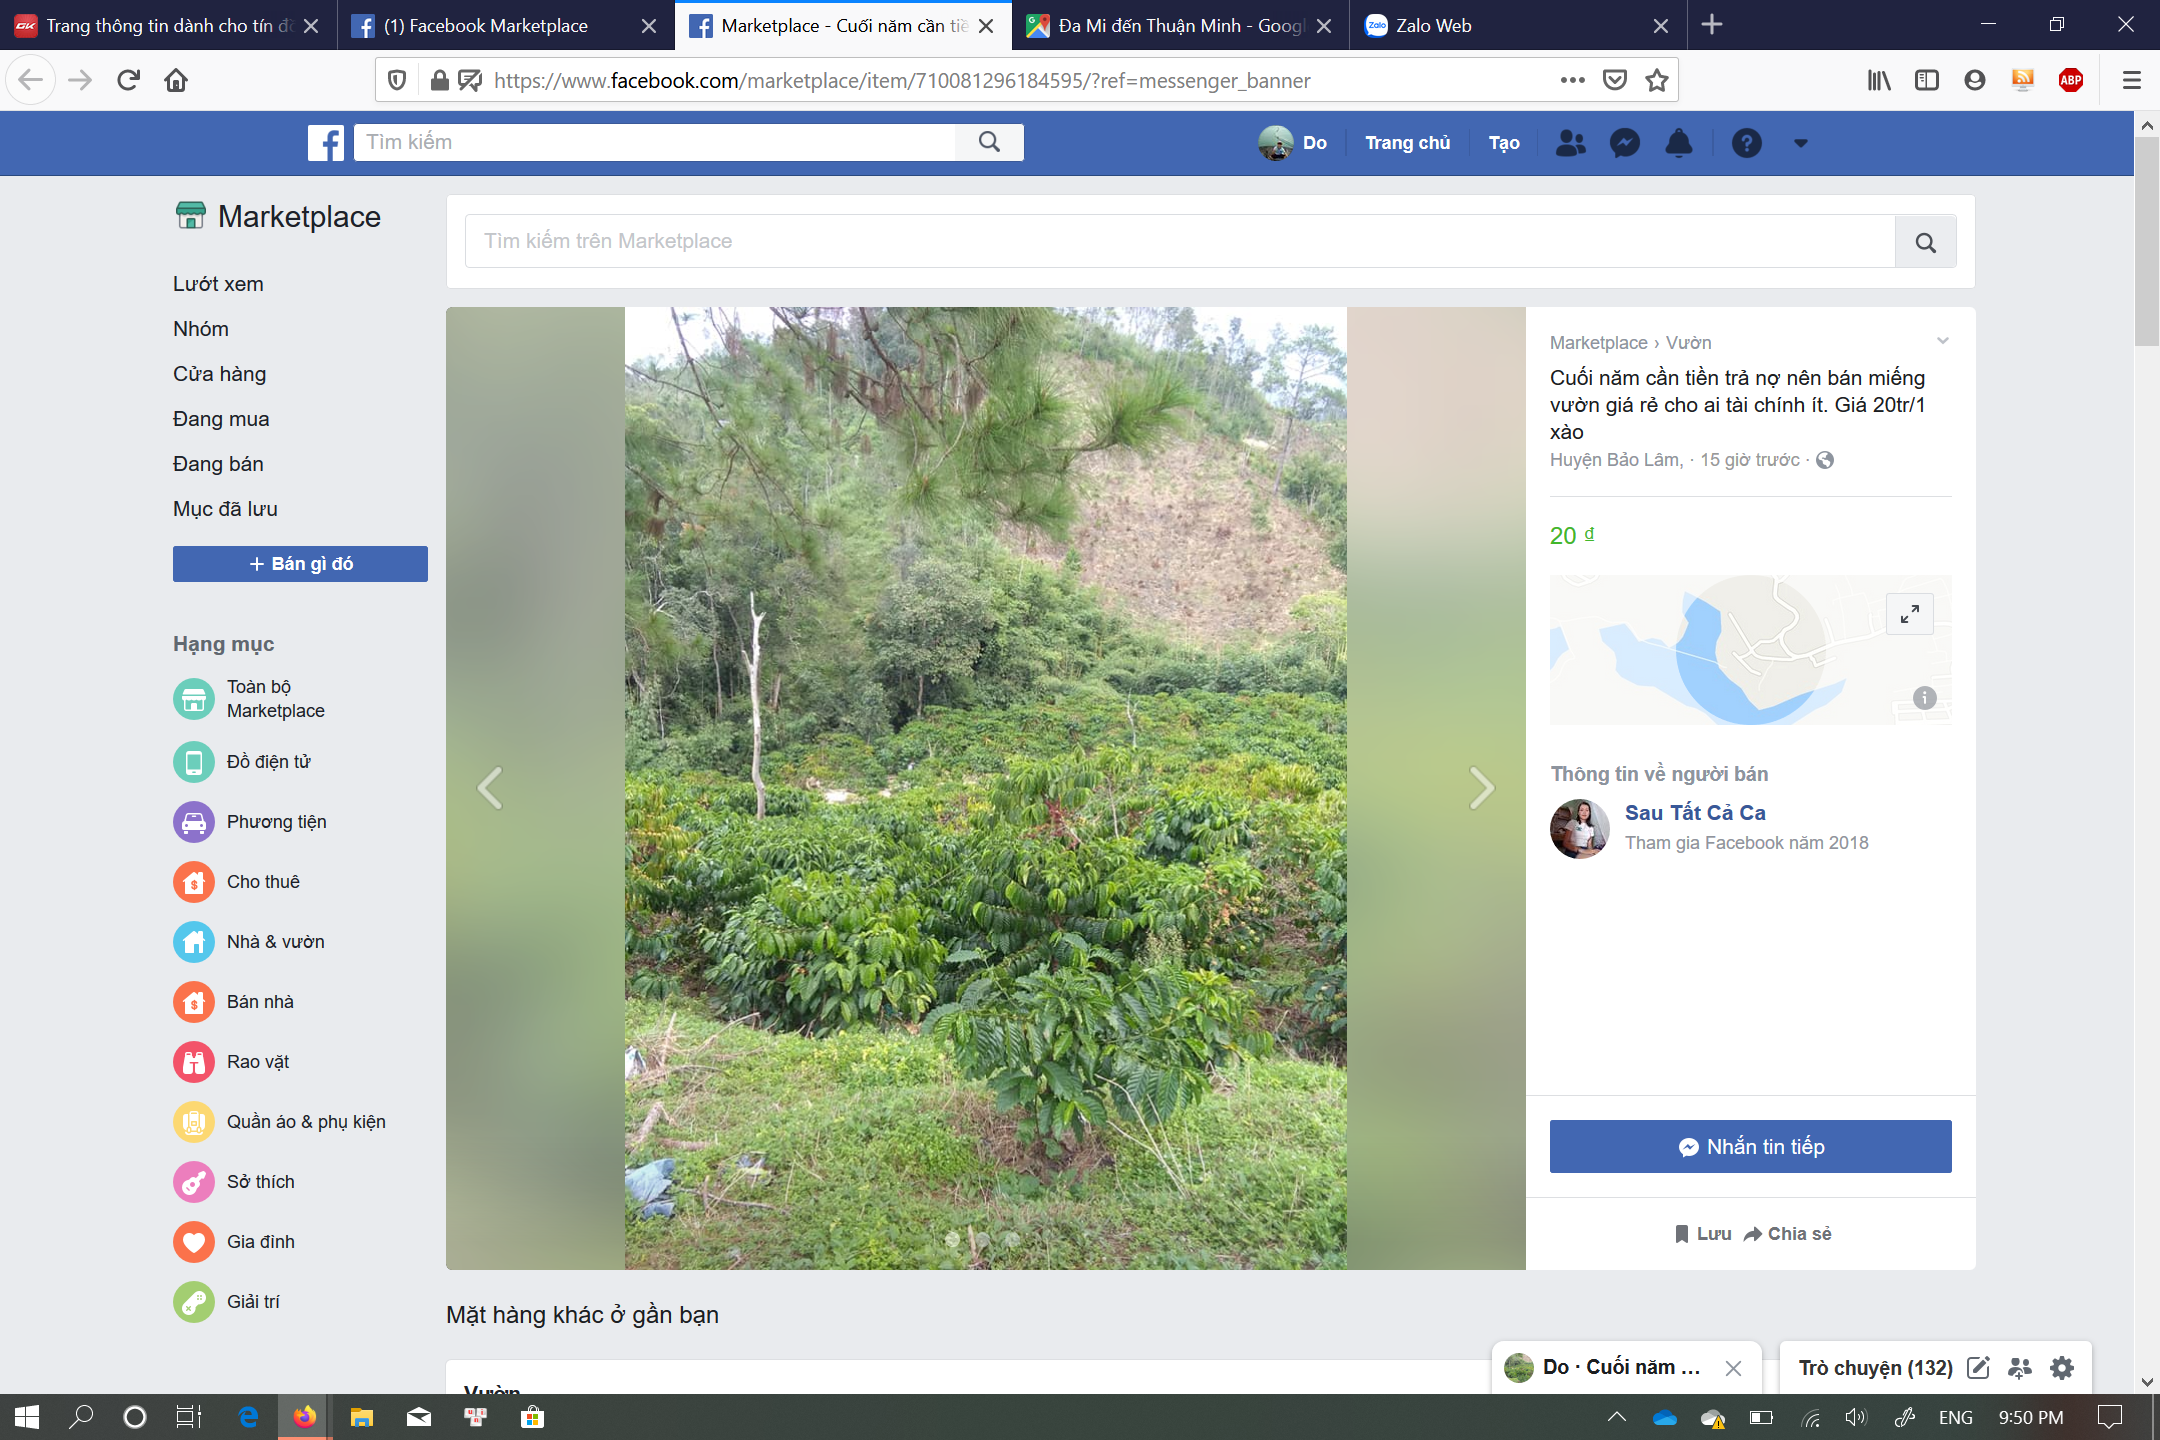 Trang thông tin dành cho tín đồ
(1) Facebook Marketplace
Marketplace - Cuối năm cần tiề
Đa Mi đến Thuận Minh - Googl
Zalo Web
https://www.facebook.com/marketplace/item/710081296184595/?ref=messenger_banner
ABP
Tìm kiếm
Do
Trang chủ
Tạo
Marketplace
Tìm kiếm trên Marketplace
Lướt xem
Nhóm
Cửa hàng
Đang mua
Đang bán
Mục đã lưu
+ Bán gì đó
Hạng mục
Toàn bộ
Marketplace
Đồ điện tử
Phương tiện
Cho thuê
Nhà & vườn
Bán nhà
Rao vặt
Quần áo & phụ kiện
Sở thích
Gia đình
Giải trí
Marketplace › Vườn
Cuối năm cần tiền trả nợ nên bán miếng
vườn giá rẻ cho ai tài chính ít. Giá 20tr/1
xào
Huyện Bảo Lâm, · 15 giờ trước ·
20 ₫
Thông tin về người bán
Sau Tất Cả Ca
Tham gia Facebook năm 2018
Nhắn tin tiếp
Lưu
Chia sẻ
Mặt hàng khác ở gần bạn
Vườn
Do · Cuối năm ...
Trò chuyện (132)
ENG
9:50 PM